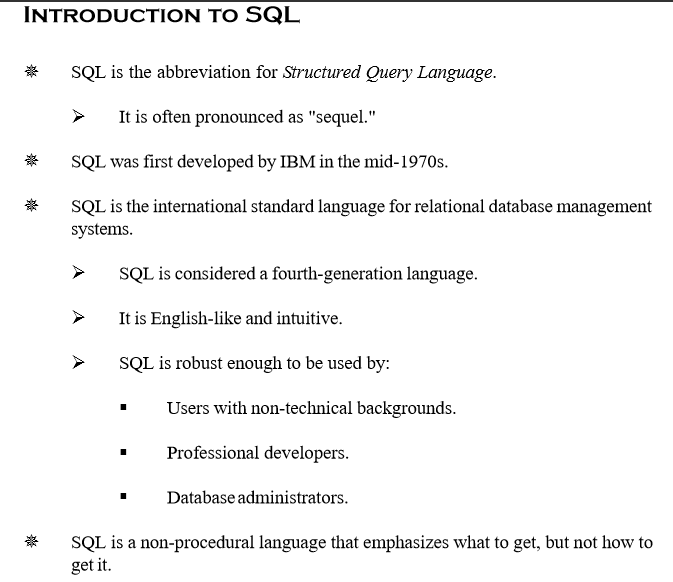 INTRODUCTION TO SQL
SQL is the abbreviation for Structured Query Language.
It is often pronounced as "sequel."
SQL was first developed by IBM in the mid-1970s.
SQL is the international standard language for relational database management
systems.
SQL is considered a fourth-generation language.
It is English-like and intuitive.
SQL is robust enough to be used by:
Users with non-technical backgrounds.
Professional developers.
Database administrators.
SQL is a non-procedural language that emphasizes what to get, but not how to
get it.